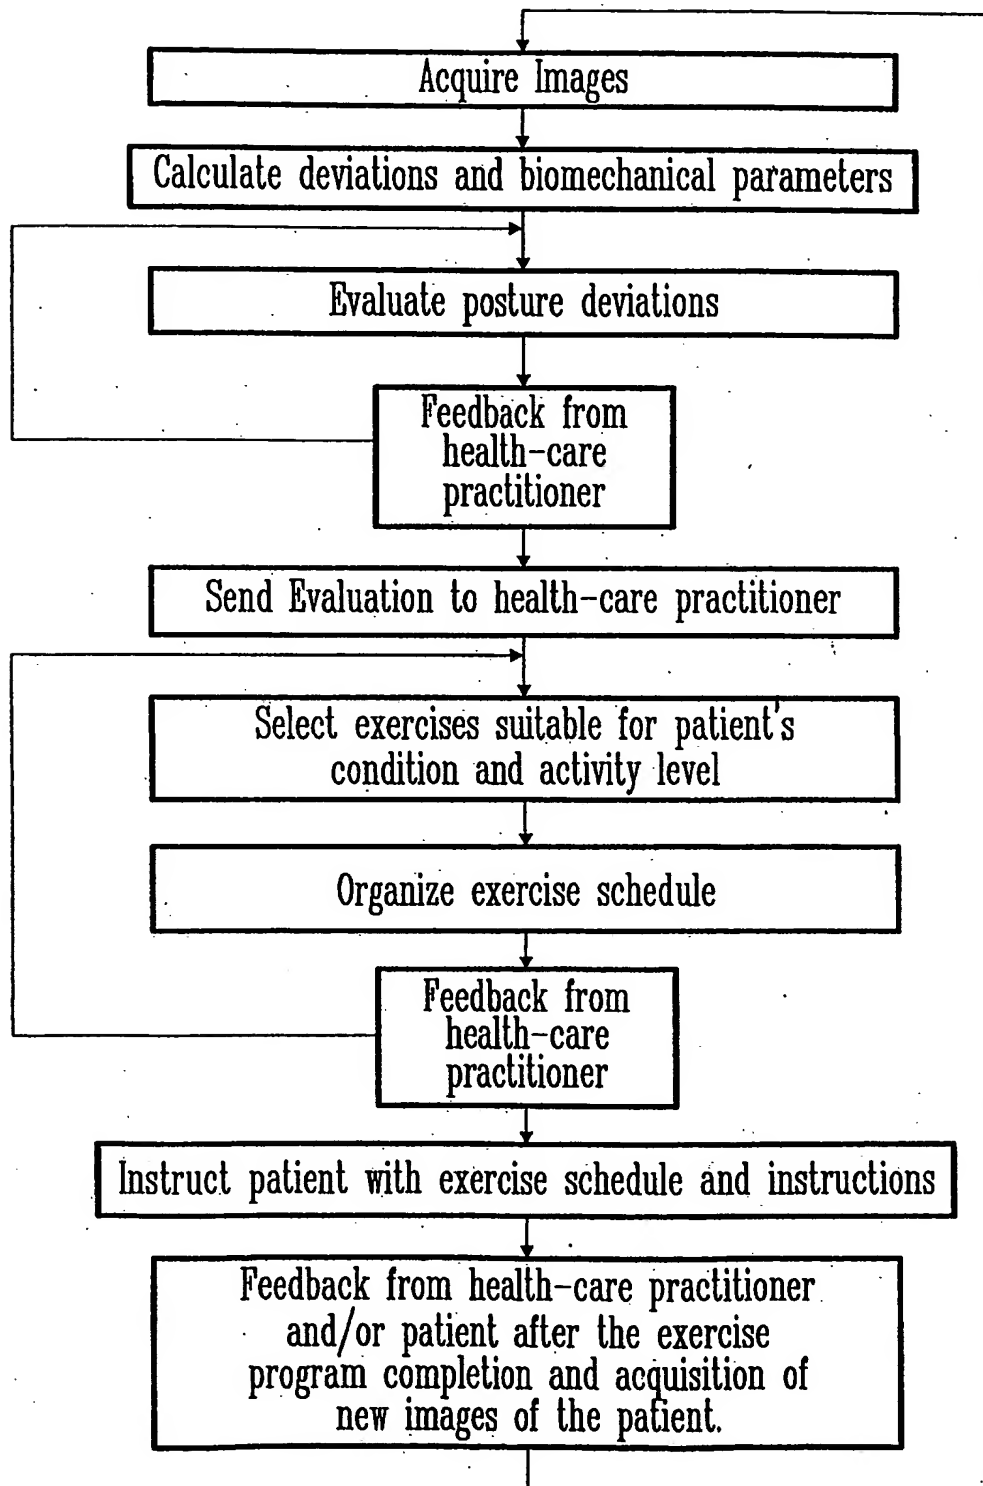 Acquire Images
Calculate deviations and biomechanical parameters
Evaluate posture deviations
Feedback from
health-care
practitioner
Send Evaluation to health-care practitioner
Select exercises suitable for patient's
condition and activity level
Organize exercise schedule
Feedback from
health-care
practitioner
Instruct patient with exercise schedule and instructions
Feedback from health-care practitioner
and/or patient after the exercise
program completion and acquisition of
new images of the patient.